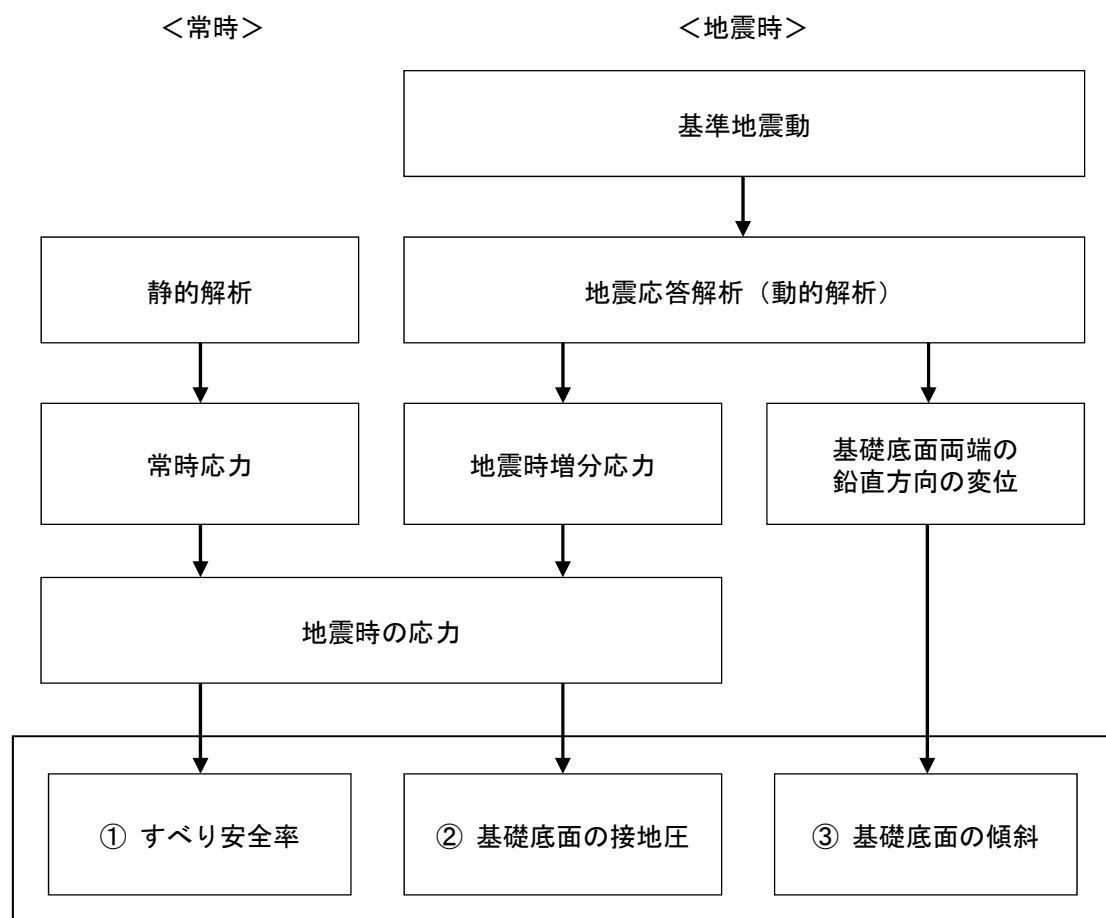 ＜常時＞
＜地震時＞
基準地震動
静的解析
地震応答解析（動的解析）
常時応力
地震時増分応力
基礎底面両端の
鉛直方向の変位
地震時の応力
① すべり安全率
② 基礎底面の接地圧
③ 基礎底面の傾斜